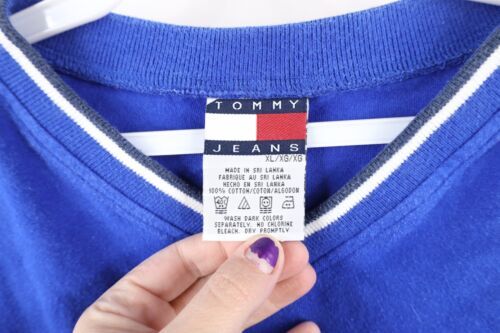 TOMMY
JEANS
XL/XG/XG
MADE IN SRI LANKA
FABRIQUE AU SRI LANKA
HECHO EN SRI LANKA
100% COTTON/COTON/ALGODON
WASH DARK COLORS
SEPARATELY. NO CHLORINE
BLEACH. DRY PROMPTLY.